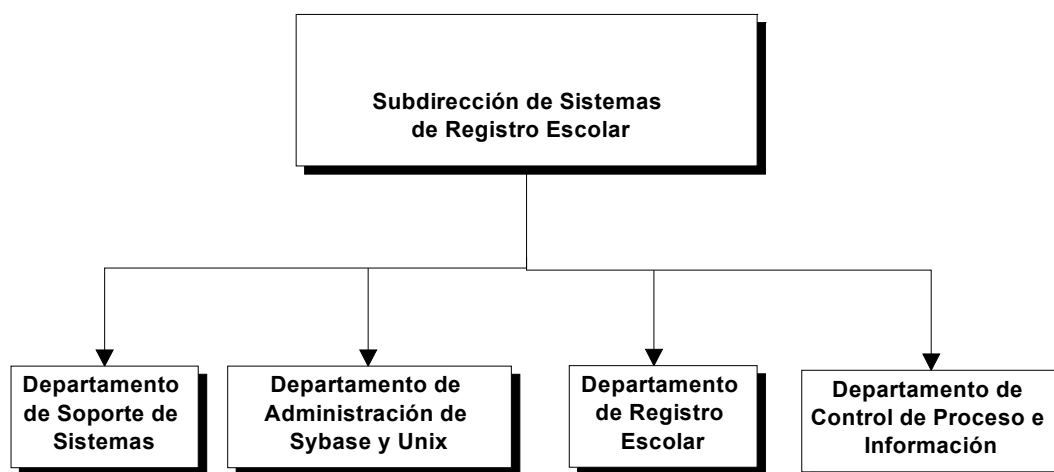 Subdirección de Sistemas
de Registro Escolar
Departamento
de Soporte de
Sistemas
Departamento de
Administración de
Sybase y Unix
Departamento
de Registro
Escolar
Departamento de
Control de Proceso e
Información